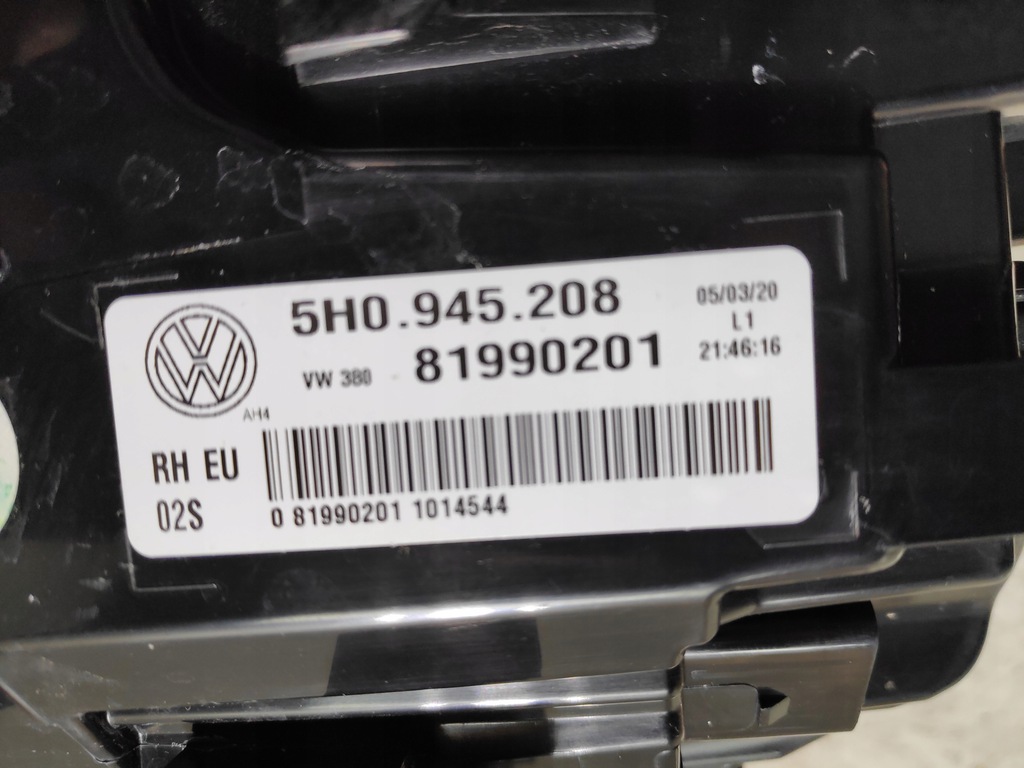 5H0.945.208
VW 380 81990201
05/03/20
L1
21:46:16
AH4
RH EU
02S
0 81990201 1014544